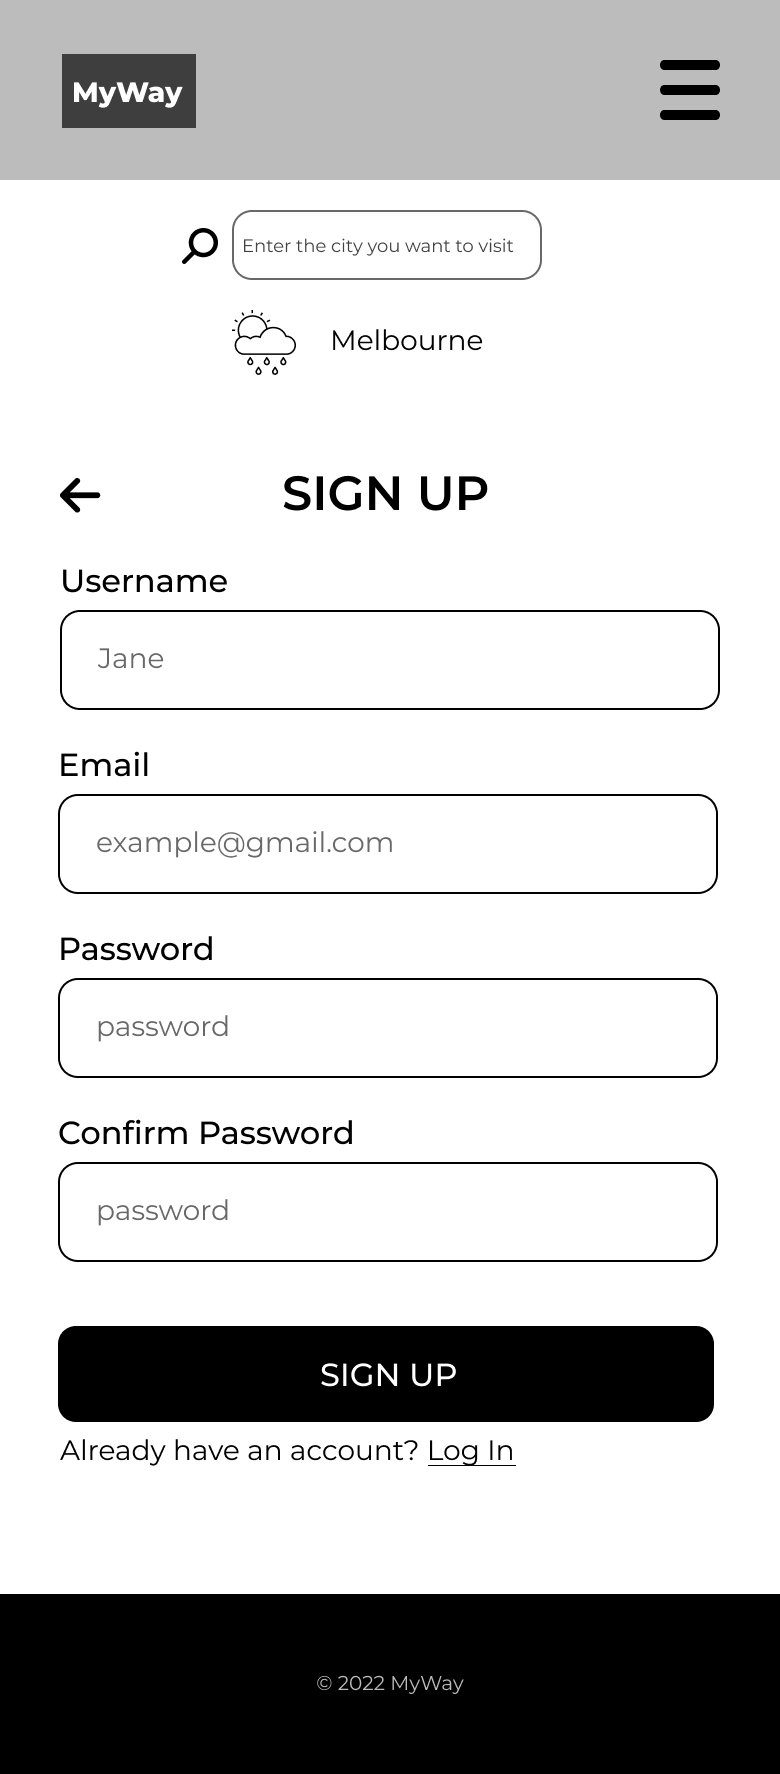 MyWay
Enter the city you want to visit
Melbourne
SIGN UP
Username
Jane
Email
example@gmail.com
Password
password
Confirm Password
password
SIGN UP
Already have an account? Log In
© 2022 MyWay